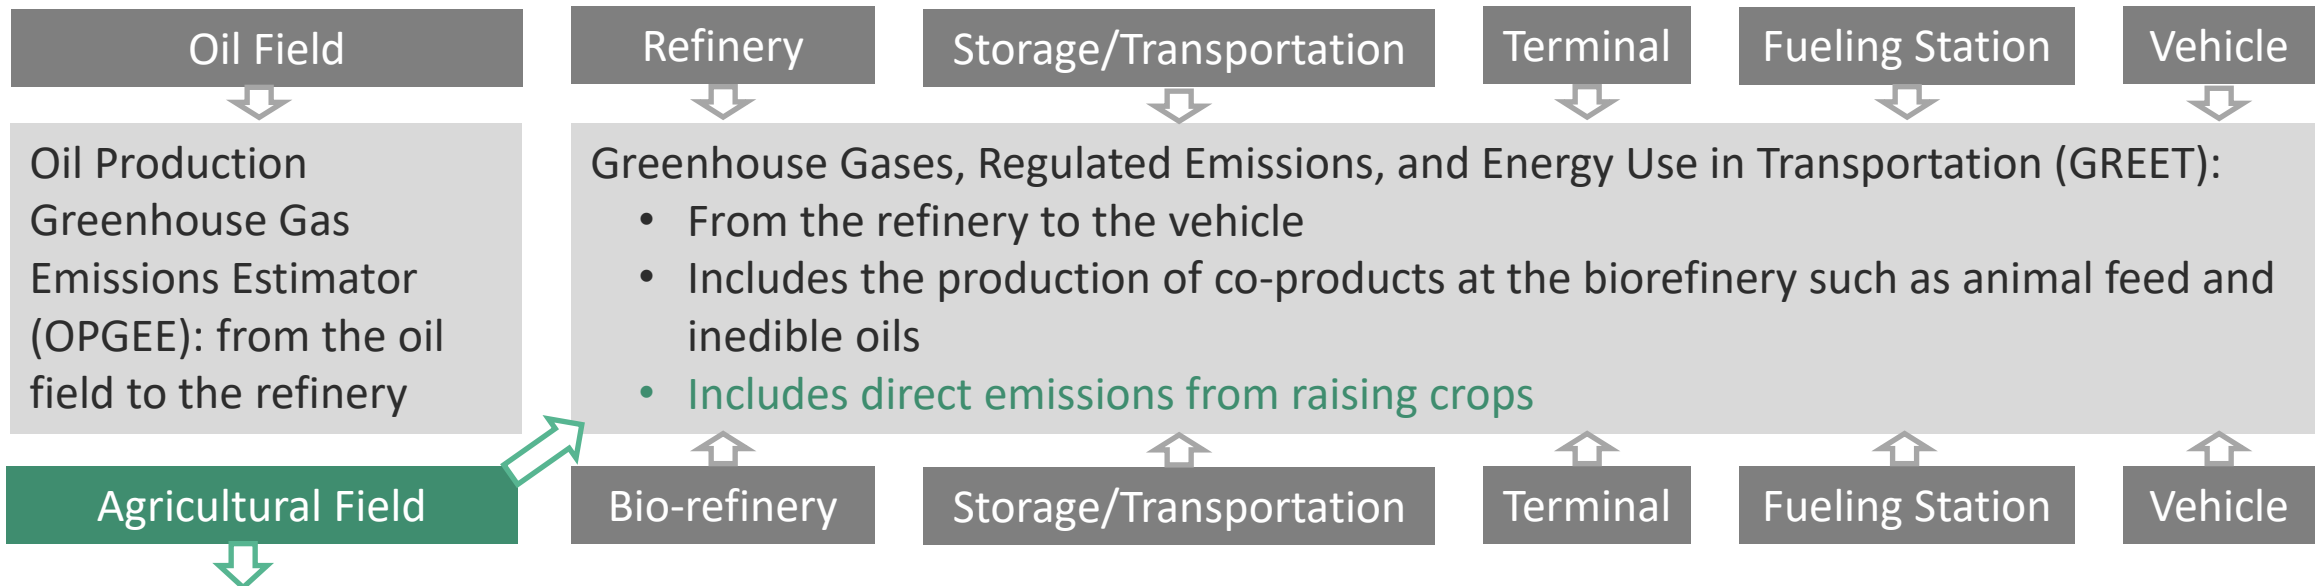 Oil Field
Refinery
Storage/Transportation
Terminal
Fueling Station
Vehicle
Oil Production
Greenhouse Gas
Emissions Estimator
(OPGEE): from the oil
field to the refinery
Greenhouse Gases, Regulated Emissions, and Energy Use in Transportation (GREET):
• From the refinery to the vehicle
• Includes the production of co-products at the biorefinery such as animal feed and
inedible oils
• Includes direct emissions from raising crops
Agricultural Field
Bio-refinery
Storage/Transportation
Terminal
Fueling Station
Vehicle